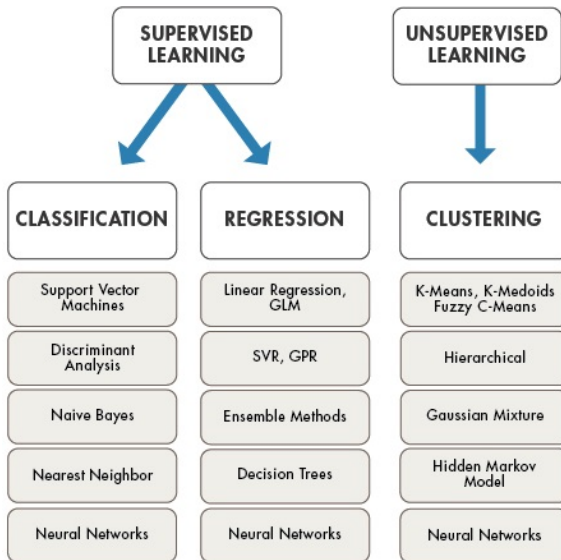 SUPERVISED
LEARNING
UNSUPERVISED
LEARNING
CLASSIFICATION
REGRESSION
CLUSTERING
Support Vector
Machines
Linear Regression,
GLM
K-Means, K-Medoids
Fuzzy C-Means
Discriminant
Analysis
SVR, GPR
Hierarchical
Naive Bayes
Ensemble Methods
Gaussian Mixture
Nearest Neighbor
Decision Trees
Hidden Markov
Model
Neural Networks
Neural Networks
Neural Networks